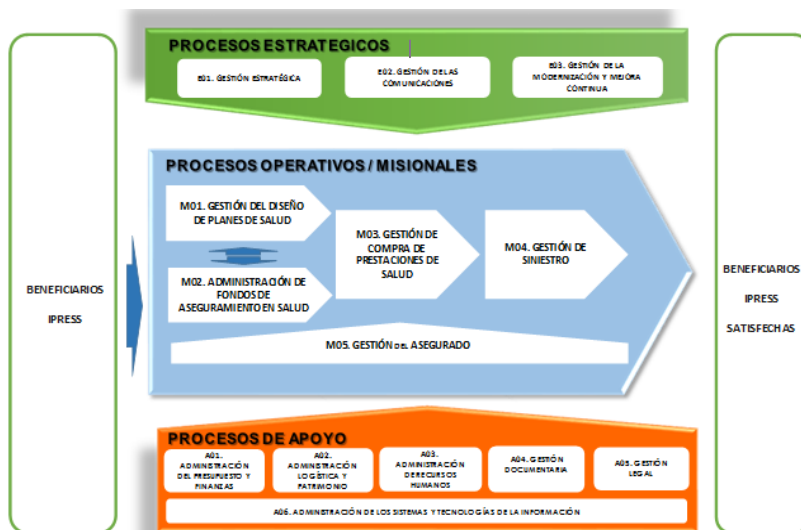 PROCESOS ESTRATEGICOS
E01. GESTIÓN ESTRATÉGICA
E02. GESTIÓN DE LAS
COMUNICACIONES
E03. GESTIÓN DE LA
MODERNIZACIÓN Y MEJORA
CONTINUA
BENEFICIARIOS
IPRESS
PROCESOS OPERATIVOS / MISIONALES
M01. GESTIÓN DEL DISEÑO
DE PLANES DE SALUD
M02. ADMINISTRACIÓN DE
FONDOS DE
ASEGURAMIENTO EN SALUD
M03. GESTIÓN DE
COMPRA DE
PRESTACIONES DE
SALUD
M04. GESTIÓN DE
SINIESTRO
M05. GESTIÓN DEL ASEGURADO
BENEFICIARIOS
IPRESS
SATISFECHAS
PROCESOS DE APOYO
A01.
ADMINISTRACIÓN
DEL PRESUPUESTO Y
FINANZAS
A02.
ADMINISTRACIÓN
LOGÍSTICA Y
PATRIMONIO
A03.
ADMINISTRACIÓN
DE RECURSOS
HUMANOS
A04. GESTIÓN
DOCUMENTARIA
A05. GESTIÓN
LEGAL
A06. ADMINISTRACIÓN DE LOS SISTEMAS Y TECNOLOGÍAS DE LA INFORMACIÓN